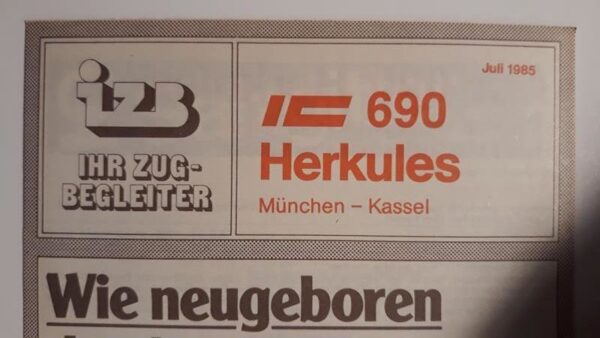 izb
IHR ZUG-
BEGLEITER
Juli 1985
IC 690
Herkules
München – Kassel
Wie neugeboren